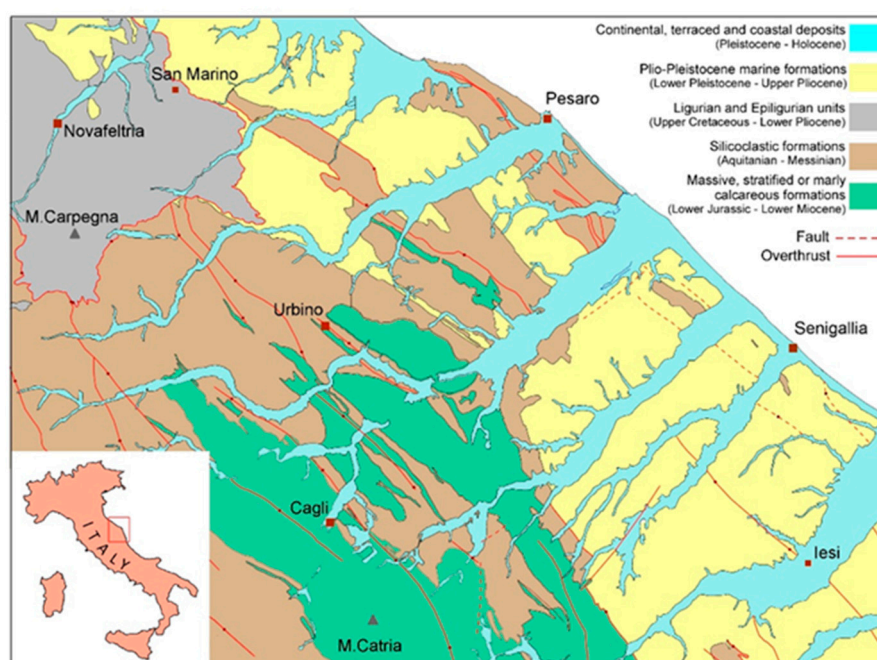 Continental, terraced and coastal deposits
(Pleistocene - Holocene)
Plio-Pleistocene marine formations
(Lower Pleistocene - Upper Pliocene)
Ligurian and Epiligurian units
(Upper Cretaceous - Lower Pliocene)
Silicoclastic formations
(Aquitanian - Messinian)
Massive, stratified or marly
calcareous formations
(Lower Jurassic - Lower Miocene)
Fault
Overthrust
San Marino
Pesaro
Novafeltria
M.Carpegna
Urbino
Senigallia
Cagli
Iesi
M.Catria
ITALY